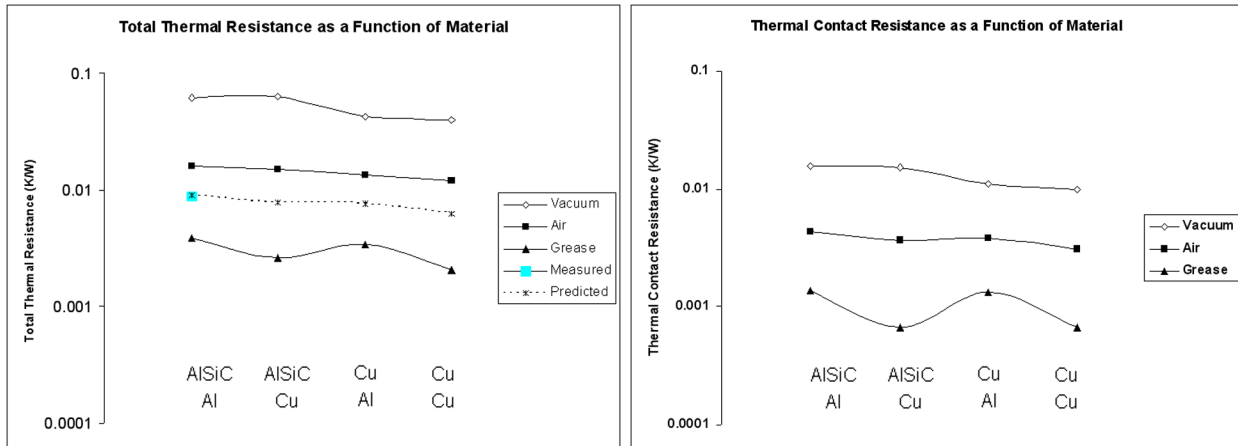 Total Thermal Resistance as a Function of Material
Total Thermal Resistance (K/W)
0.1
0.01
0.001
0.0001
AlSiC AlSiC Cu Cu
Al Cu Al Cu
Vacuum
Air
Grease
Measured
Predicted
Thermal Contact Resistance as a Function of Material
Thermal Contact Resistance (K/W)
0.1
0.01
0.001
0.0001
AlSiC AlSiC Cu Cu
Al Cu Al Cu
Vacuum
Air
Grease